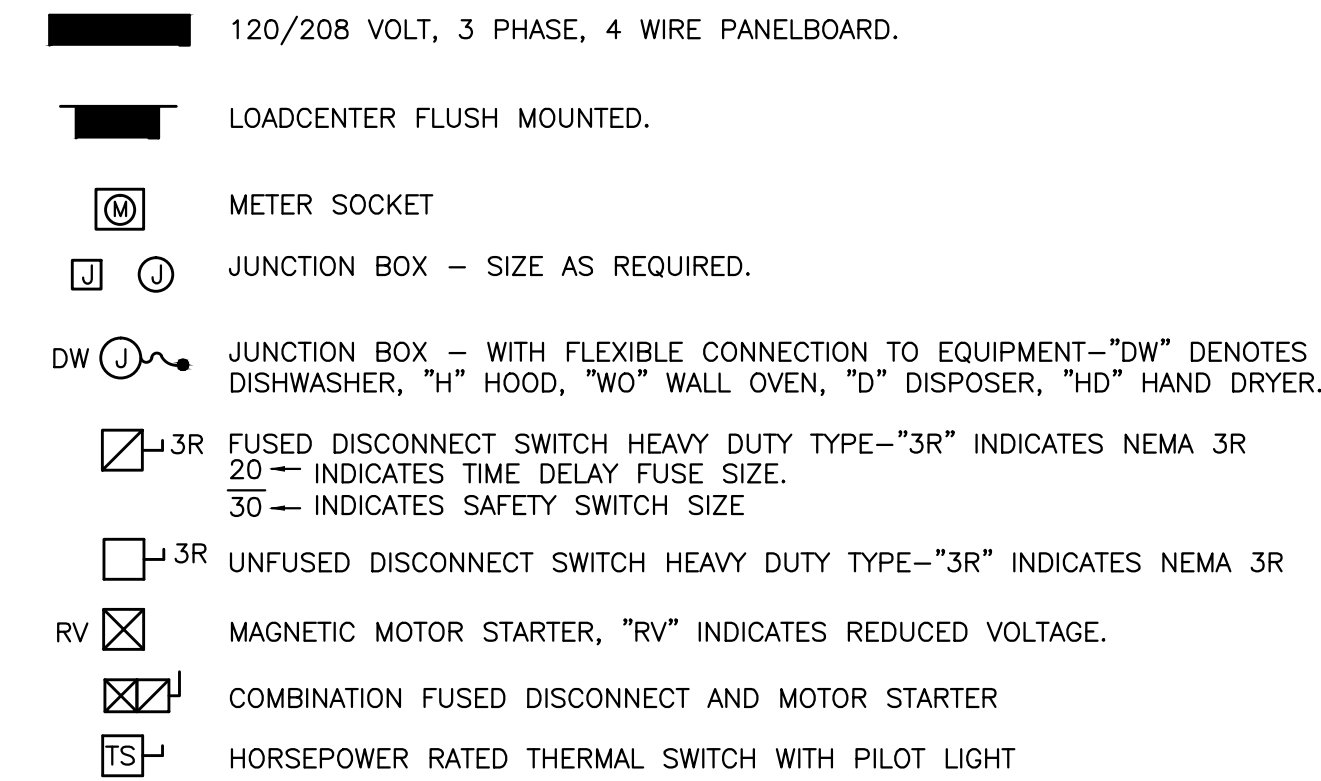 120/208 VOLT, 3 PHASE, 4 WIRE PANELBOARD.
LOADCENTER FLUSH MOUNTED.
M METER SOCKET
J J JUNCTION BOX – SIZE AS REQUIRED.
DW J JUNCTION BOX – WITH FLEXIBLE CONNECTION TO EQUIPMENT–"DW" DENOTES
DISHWASHER, "H" HOOD, "WO" WALL OVEN, "D" DISPOSER, "HD" HAND DRYER.
3R FUSED DISCONNECT SWITCH HEAVY DUTY TYPE–"3R" INDICATES NEMA 3R
20 ← INDICATES TIME DELAY FUSE SIZE.
30 ← INDICATES SAFETY SWITCH SIZE
3R UNFUSED DISCONNECT SWITCH HEAVY DUTY TYPE–"3R" INDICATES NEMA 3R
RV MAGNETIC MOTOR STARTER, "RV" INDICATES REDUCED VOLTAGE.
COMBINATION FUSED DISCONNECT AND MOTOR STARTER
TS HORSEPOWER RATED THERMAL SWITCH WITH PILOT LIGHT